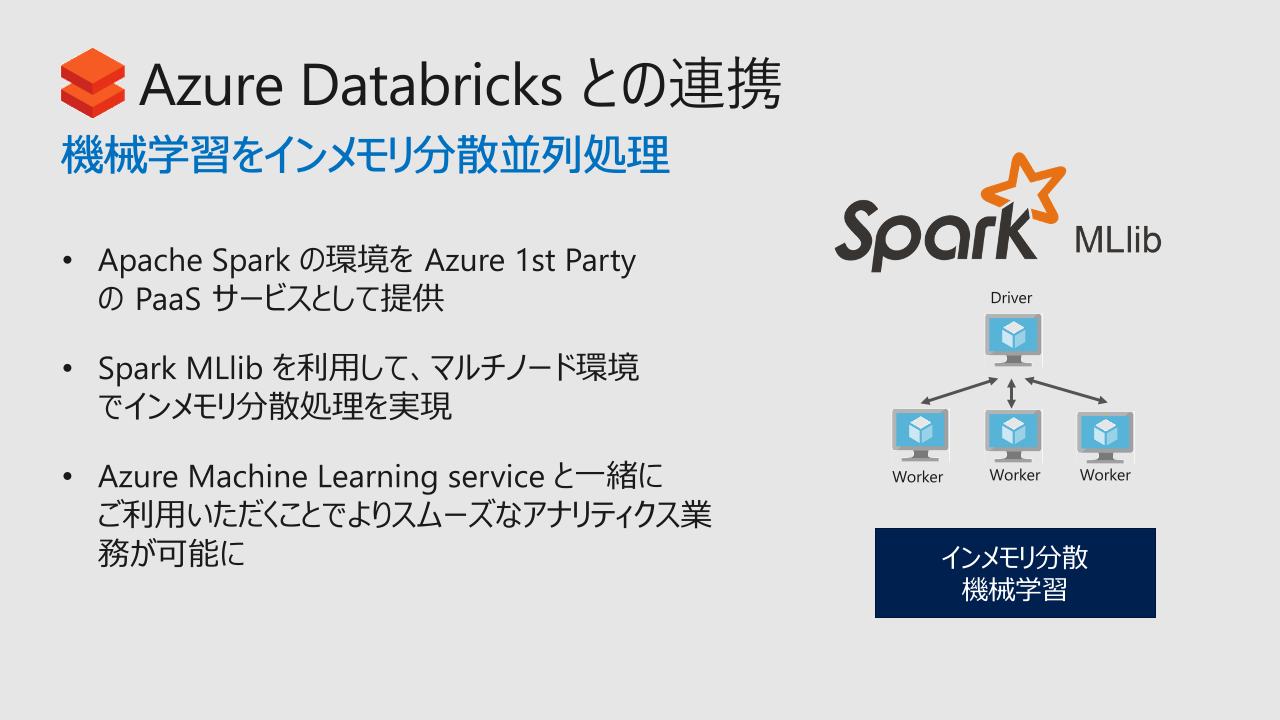 Azure Databricks との連携
機械学習をインメモリ分散並列処理
• Apache Spark の環境を Azure 1st Party
の PaaS サービスとして提供
• Spark MLlib を利用して、マルチノード環境
でインメモリ分散処理を実現
• Azure Machine Learning service と一緒に
ご利用いただくことでよりスムーズなアナリティクス業
務が可能に
Spark MLlib
Driver
Worker Worker Worker
インメモリ分散
機械学習